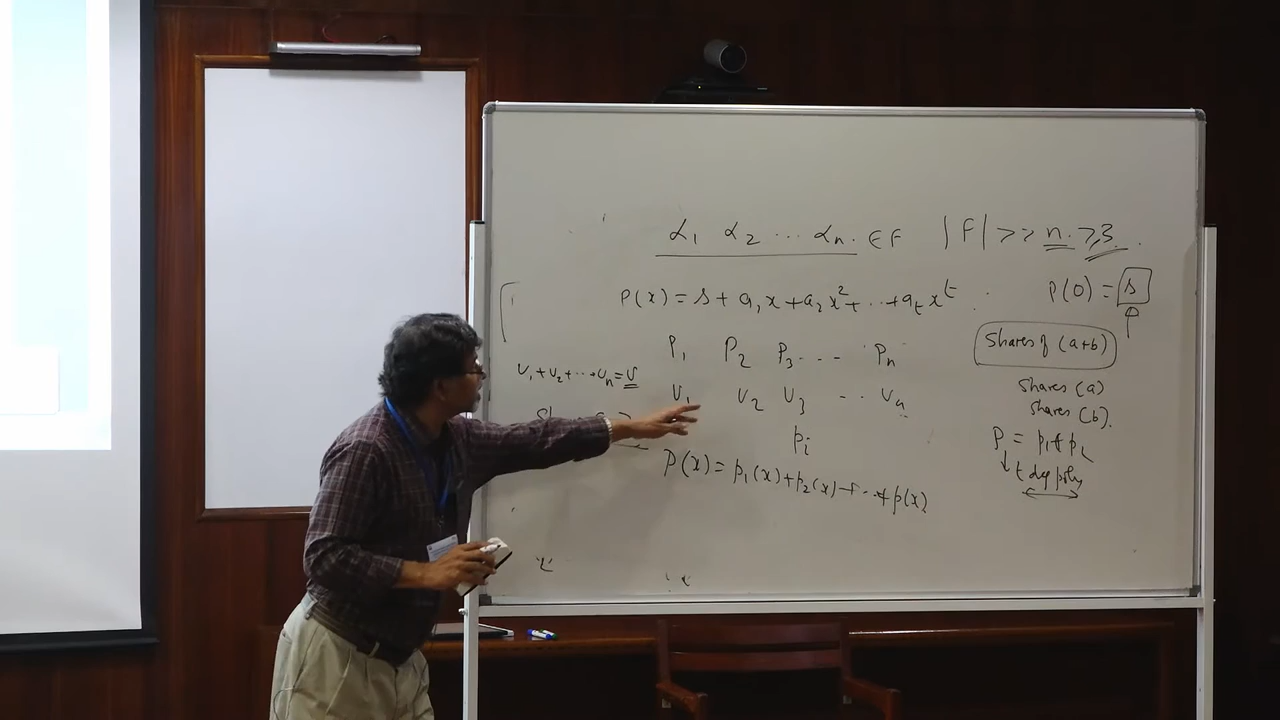 α₁ α₂ ... αₙ. ∈ F |F| >> n. ≥ 3.
P(x) = s + a₁x + a₂x² + ... + aₜxᵗ .
P(0) = s
P₁ P₂ P₃ ... Pₙ
Shares of (a+b)
v₁ + v₂ + ... + vₙ = v
v₁ v₂ v₃ ... vₙ
Shares (a)
Shares (b).
pᵢ
P = p₁ + p₂
P(x) = p₁(x) + p₂(x) + ... + p(x)
t deg poly